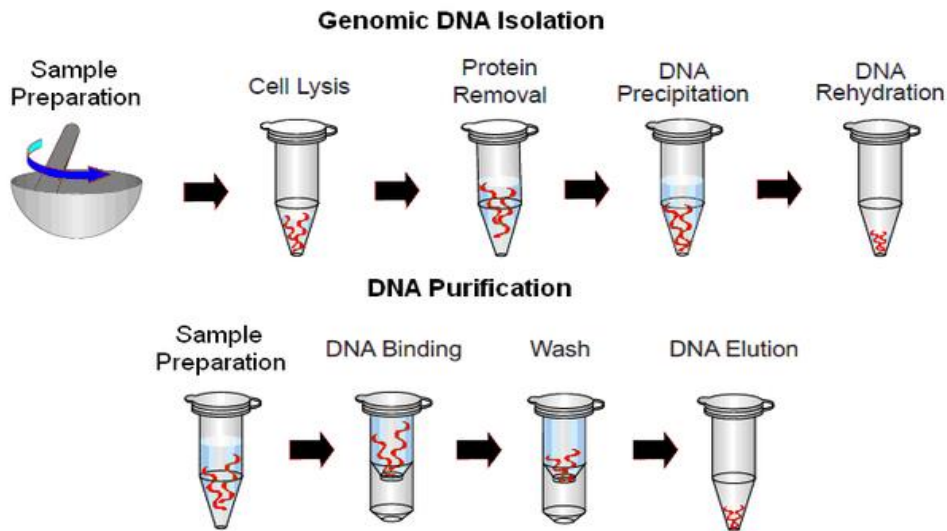 Genomic DNA Isolation
Sample
Preparation
Cell Lysis
Protein
Removal
DNA
Precipitation
DNA
Rehydration
DNA Purification
Sample
Preparation
DNA Binding
Wash
DNA Elution